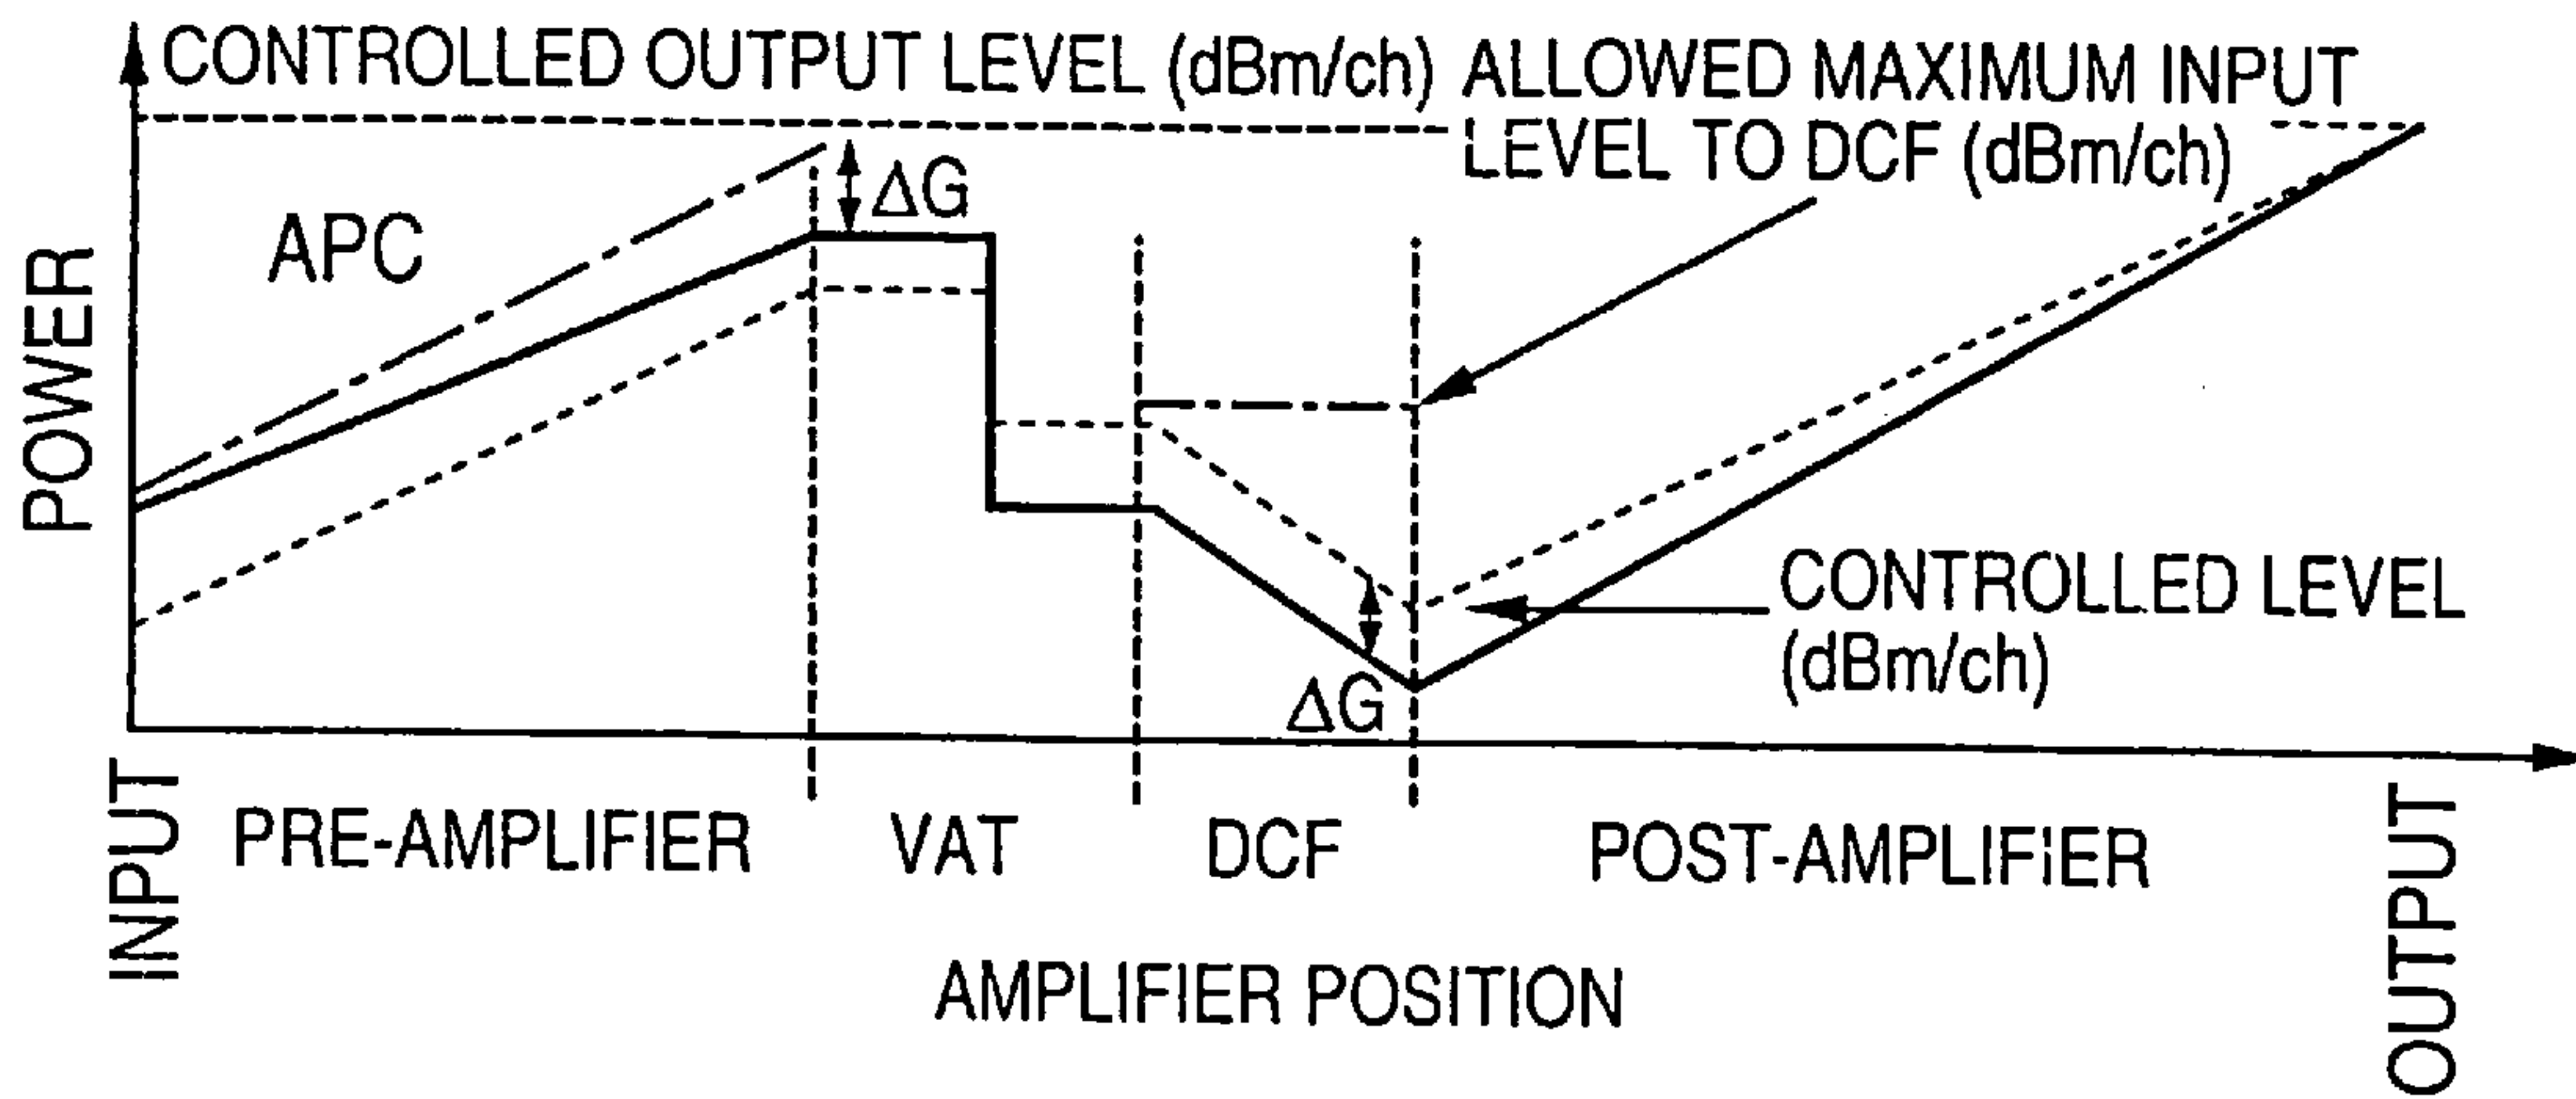 CONTROLLED OUTPUT LEVEL (dBm/ch)
ALLOWED MAXIMUM INPUT
LEVEL TO DCF (dBm/ch)
ΔG
APC
POWER
CONTROLLED LEVEL
(dBm/ch)
ΔG
INPUT
PRE-AMPLIFIER
VAT
DCF
POST-AMPLIFIER
OUTPUT
AMPLIFIER POSITION